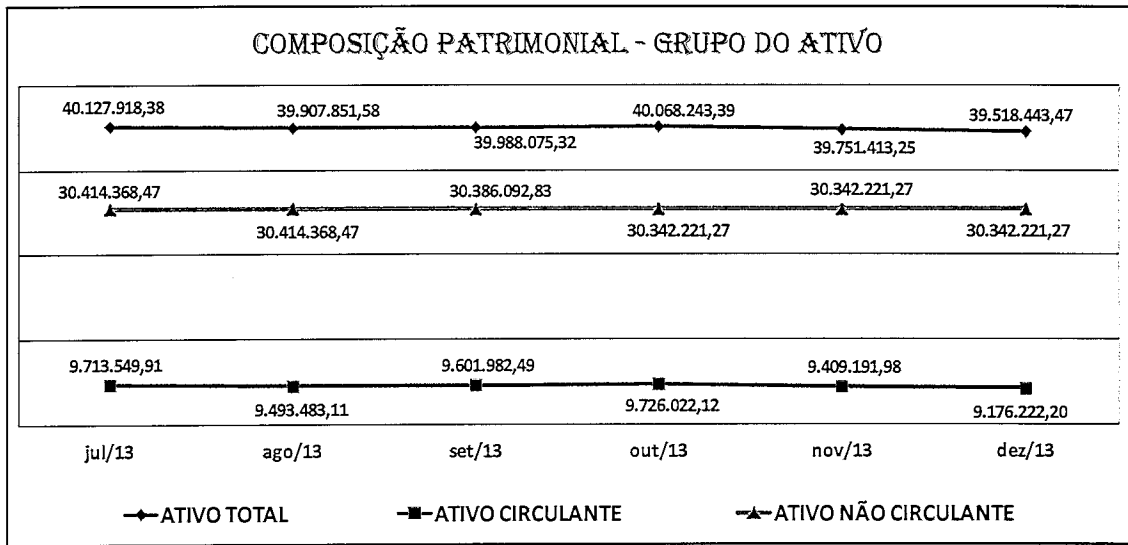 COMPOSIÇÃO PATRIMONIAL - GRUPO DO ATIVO
40.127.918,38 39.907.851,58 40.068.243,39 39.518.443,47
39.988.075,32 39.751.413,25
30.414.368,47 30.386.092,83 30.342.221,27
30.414.368,47 30.342.221,27 30.342.221,27
9.713.549,91 9.601.982,49 9.409.191,98
9.493.483,11 9.726.022,12 9.176.222,20
jul/13 ago/13 set/13 out/13 nov/13 dez/13
ATIVO TOTAL ATIVO CIRCULANTE ATIVO NÃO CIRCULANTE